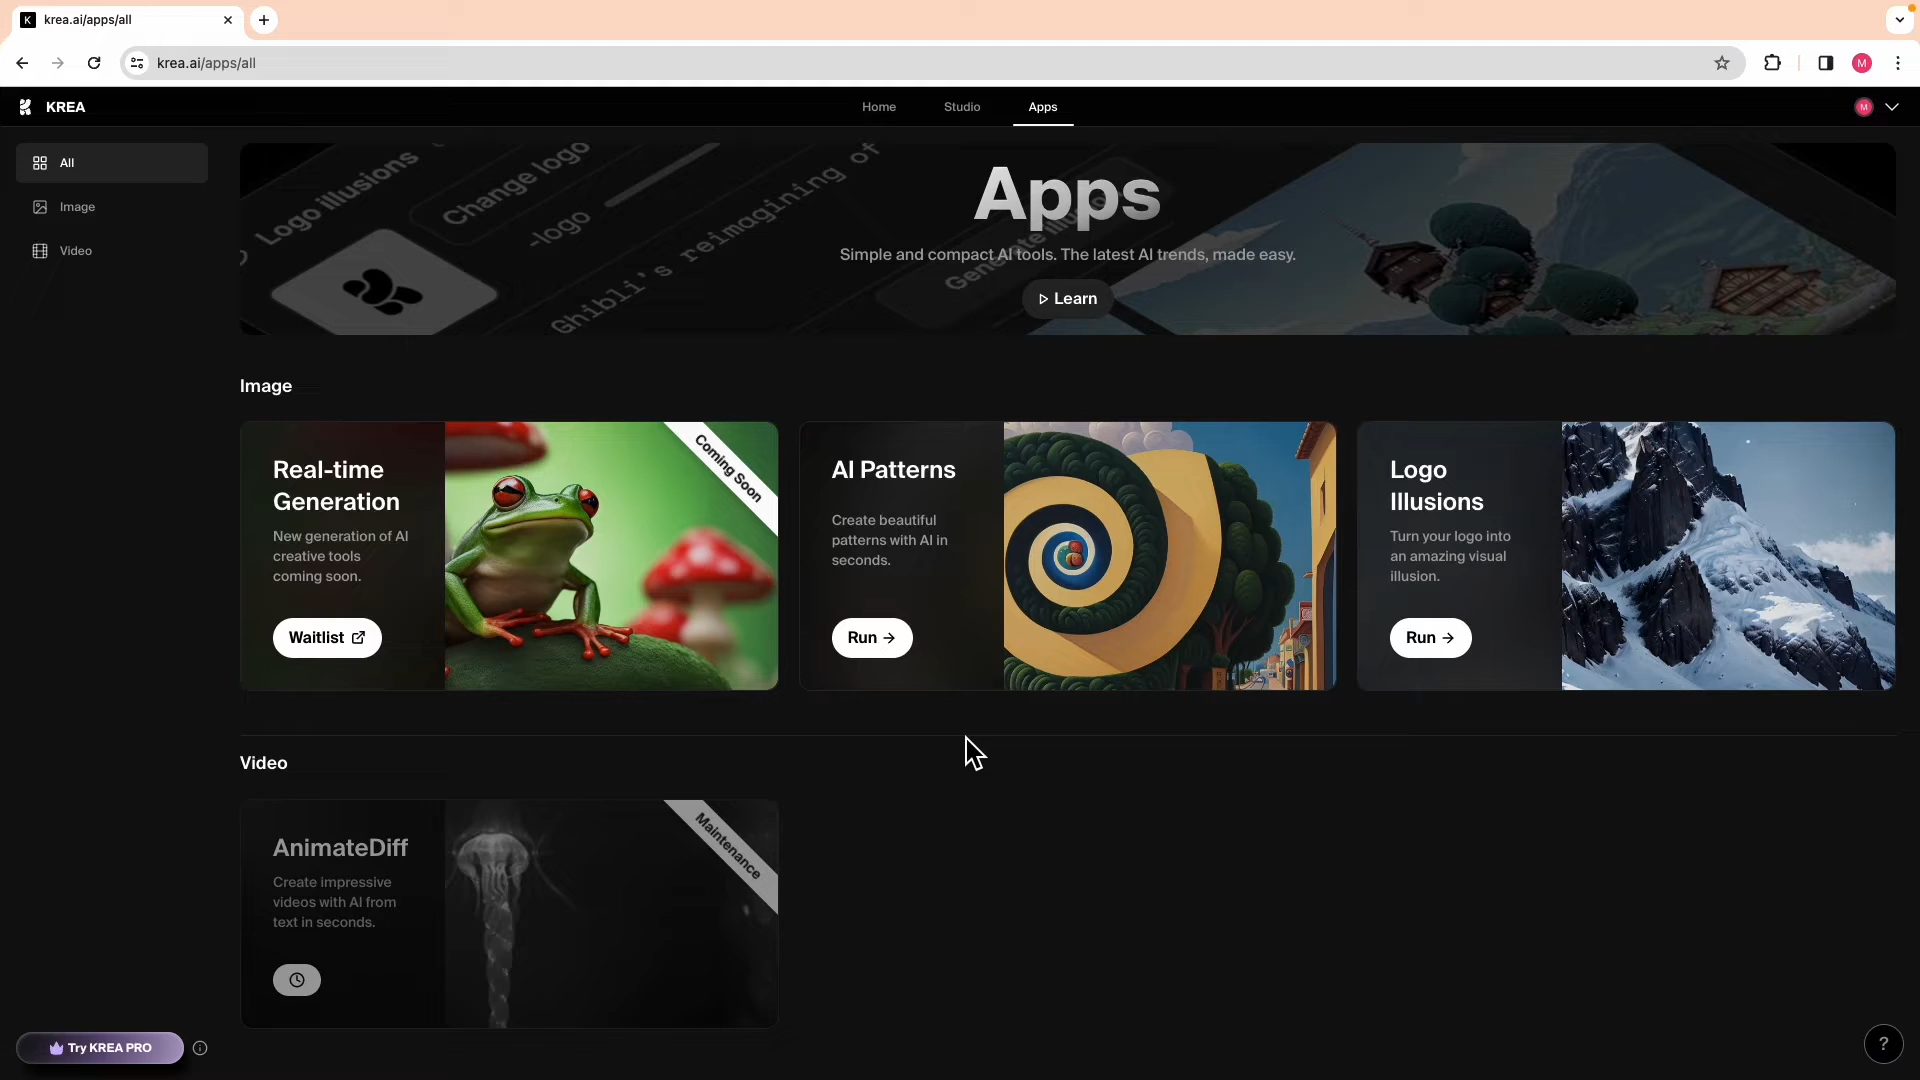 krea.ai/apps/all
krea.ai/apps/all
M
KREA
Home
Studio
Apps
M
All
Image
Video
Logo illusions
Change logo
-logo
Ghibli's reimagining of
Apps
Simple and compact AI tools. The latest AI trends, made easy.
Learn
Image
Real-time
Generation
New generation of AI
creative tools
coming soon.
Waitlist
Coming Soon
AI Patterns
Create beautiful
patterns with AI in
seconds.
Run
Logo
Illusions
Turn your logo into
an amazing visual
illusion.
Run
Video
AnimateDiff
Create impressive
videos with AI from
text in seconds.
Maintenance
Try KREA PRO
?